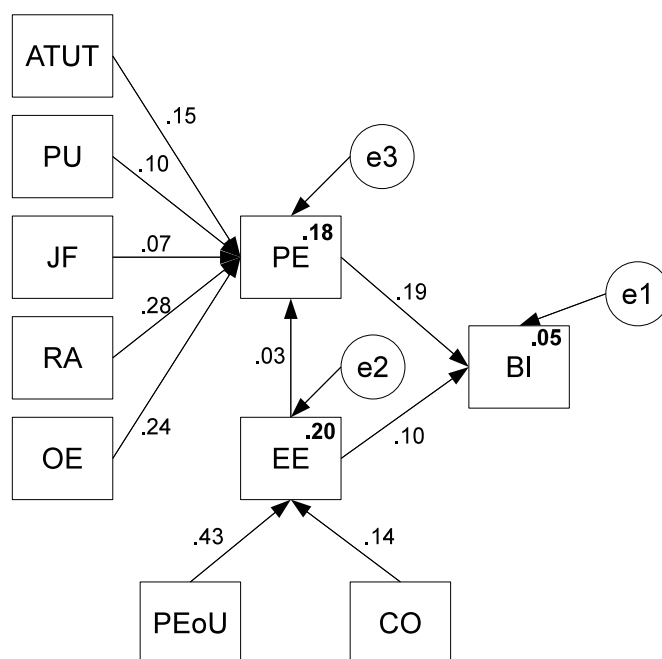 ATUT
.15
PU
.10
e3
JF
.07
PE
.18
.19
e1
RA
.28
.03
e2
BI
.05
OE
.24
EE
.20
.10
.43
.14
PEoU
CO